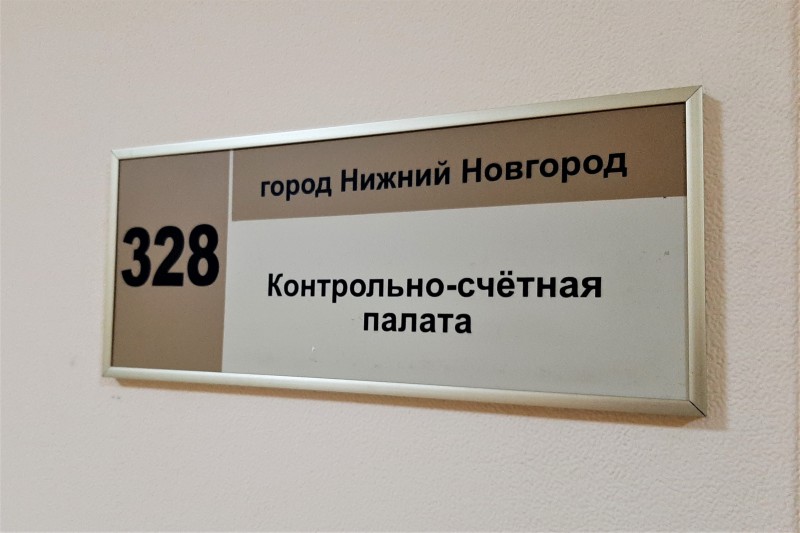 328
город Нижний Новгород
Контрольно-счётная
палата